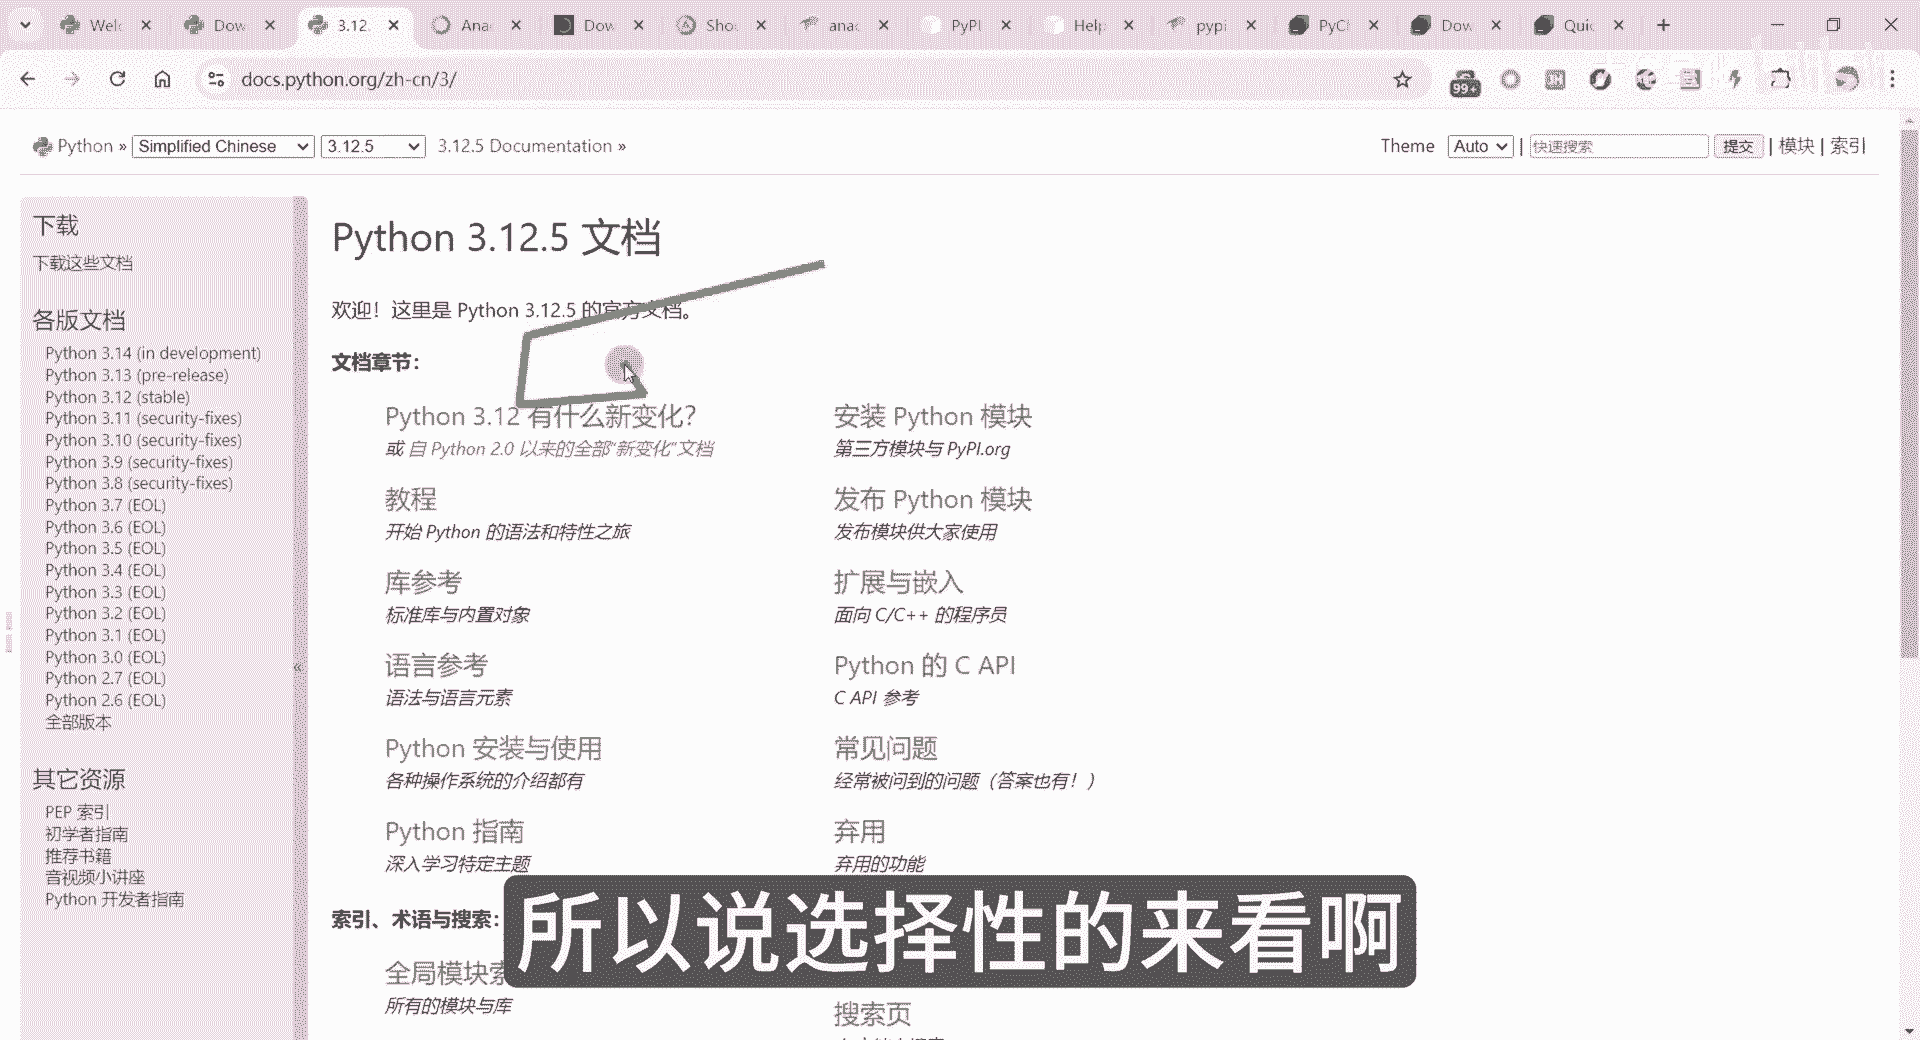 Welc
Dow
3.12.
Ana
Dow
Sho
anac
PyPI
Help
pypi
PyCh
Dow
Quic
docs.python.org/zh-cn/3/
99+
Python » Simplified Chinese 3.12.5 3.12.5 Documentation »
Theme Auto | 快速搜索 提交 | 模块 | 索引
下载
下载这些文档
各版文档
Python 3.14 (in development)
Python 3.13 (pre-release)
Python 3.12 (stable)
Python 3.11 (security-fixes)
Python 3.10 (security-fixes)
Python 3.9 (security-fixes)
Python 3.8 (security-fixes)
Python 3.7 (EOL)
Python 3.6 (EOL)
Python 3.5 (EOL)
Python 3.4 (EOL)
Python 3.3 (EOL)
Python 3.2 (EOL)
Python 3.1 (EOL)
Python 3.0 (EOL)
Python 2.7 (EOL)
Python 2.6 (EOL)
全部版本
其它资源
PEP 索引
初学者指南
推荐书籍
音视频小讲座
Python 开发者指南
«
Python 3.12.5 文档
欢迎！这里是 Python 3.12.5 的官方文档。
文档章节：
Python 3.12 有什么新变化？
或 自 Python 2.0 以来的全部“新变化”文档
教程
开始 Python 的语法和特性之旅
库参考
标准库与内置对象
语言参考
语法与语言元素
Python 安装与使用
各种操作系统的介绍都有
Python 指南
深入学习特定主题
安装 Python 模块
第三方模块与 PyPI.org
发布 Python 模块
发布模块供大家使用
扩展与嵌入
面向 C/C++ 的程序员
Python 的 C API
C API 参考
常见问题
经常被问到的问题（答案也有！）
弃用
弃用的功能
索引、术语与搜索：
全局模块索
所有的模块与库
搜索页
所以说选择性的来看啊